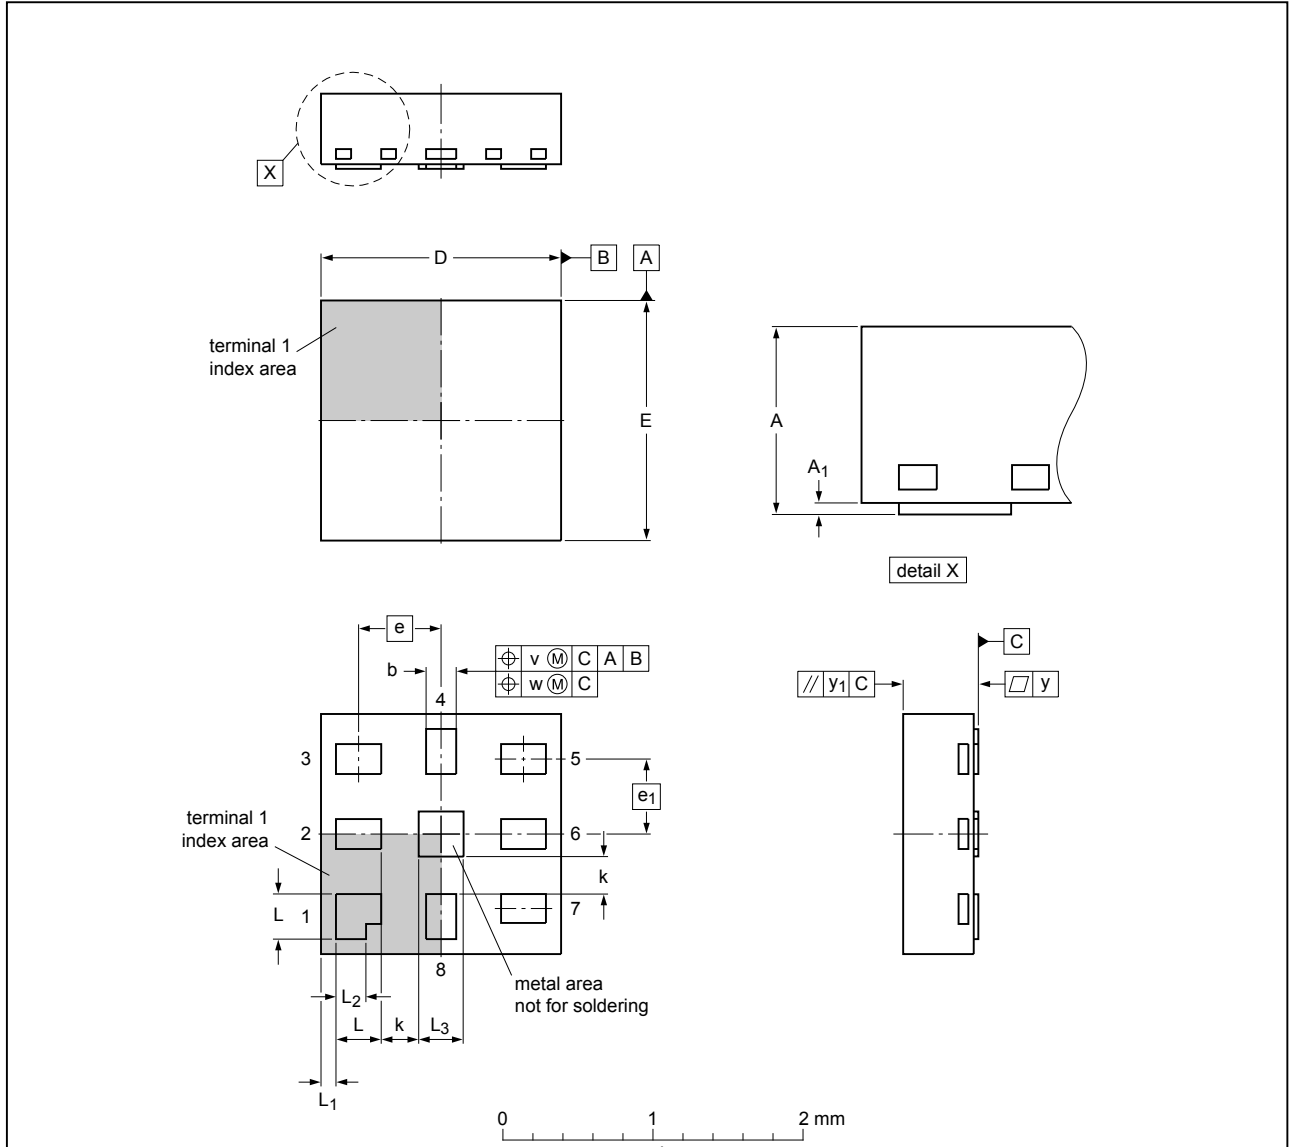 X
D
B
A
terminal 1
index area
E
A
A1
detail X
e
b
v M C A B
w M C
4
3
5
e1
terminal 1
index area
2
6
k
L
1
7
8
metal area
not for soldering
L2
L
k
L3
L1
C
// y1 C
y
0
1
2 mm